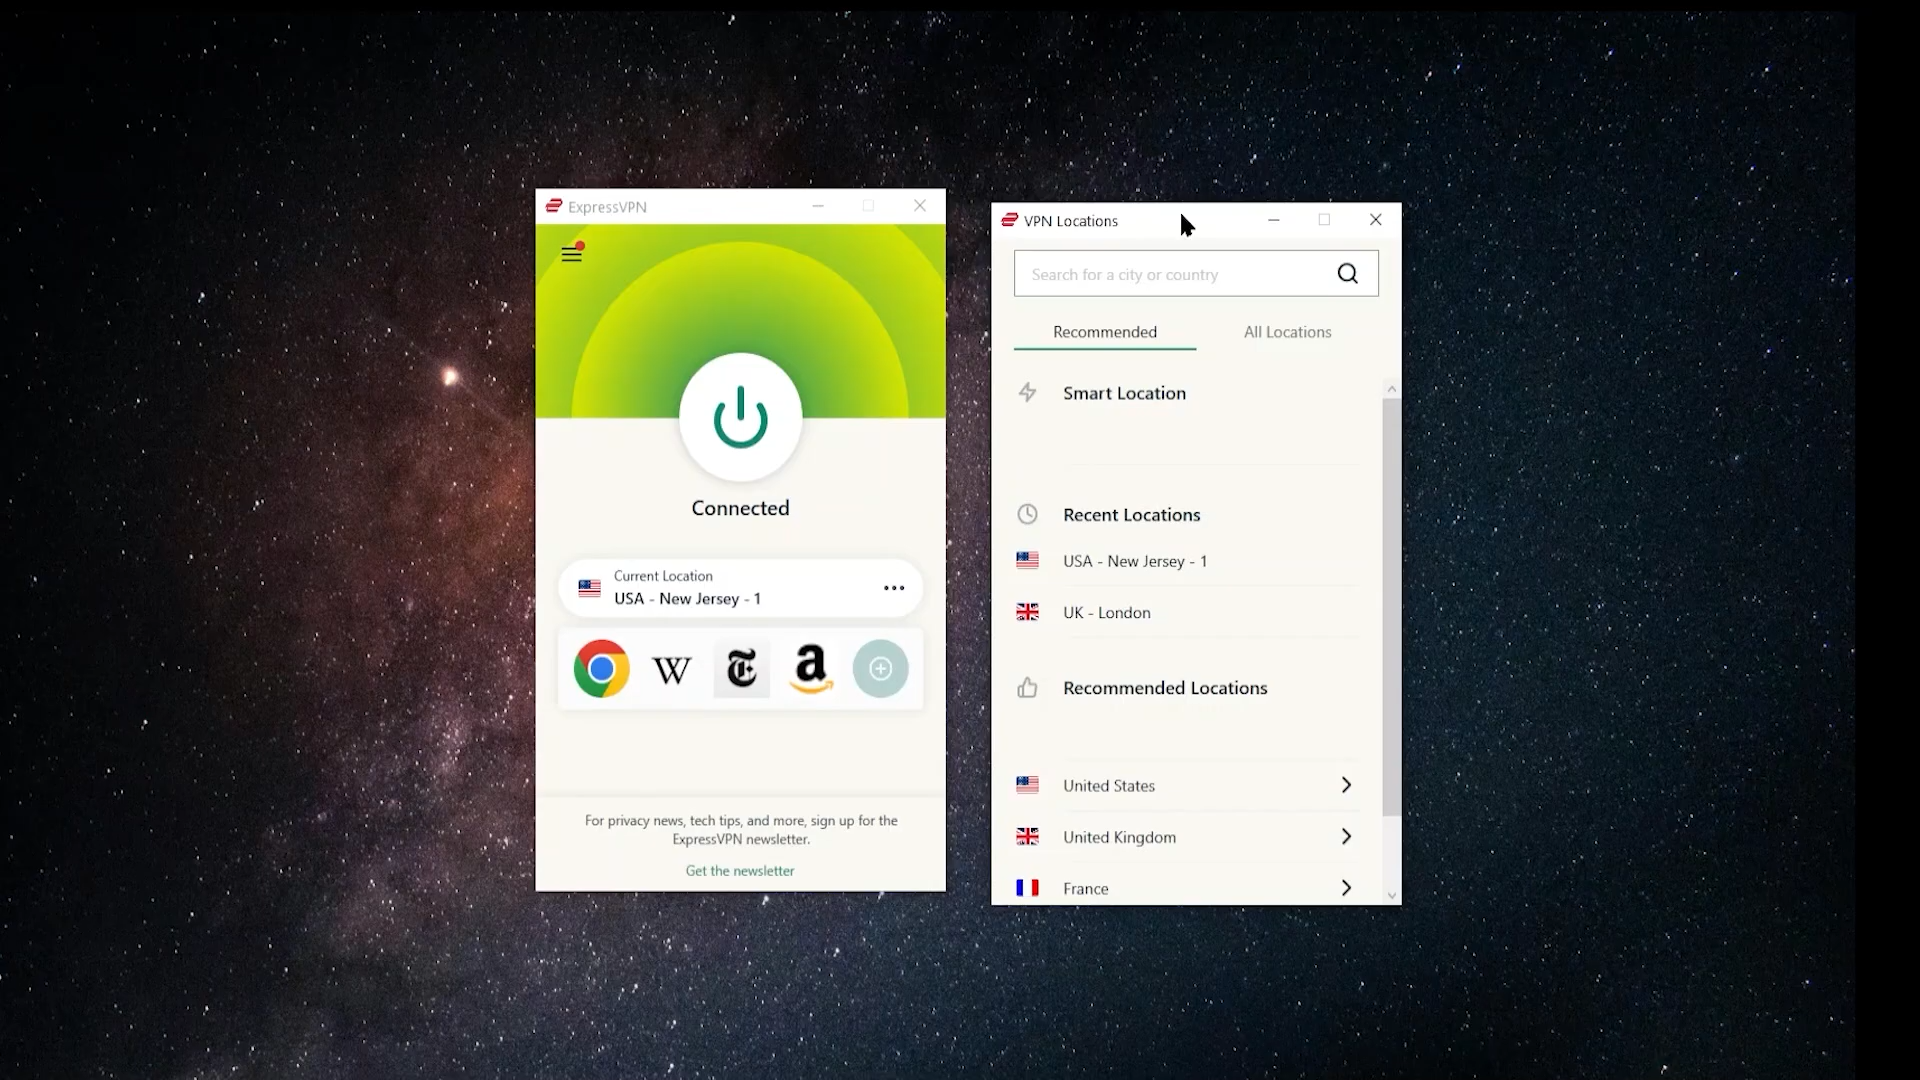 ExpressVPN
Connected
Current Location
USA - New Jersey - 1
W
T
a
For privacy news, tech tips, and more, sign up for the
ExpressVPN newsletter.
Get the newsletter
VPN Locations
Search for a city or country
Recommended
All Locations
Smart Location
Recent Locations
USA - New Jersey - 1
UK - London
Recommended Locations
United States
United Kingdom
France